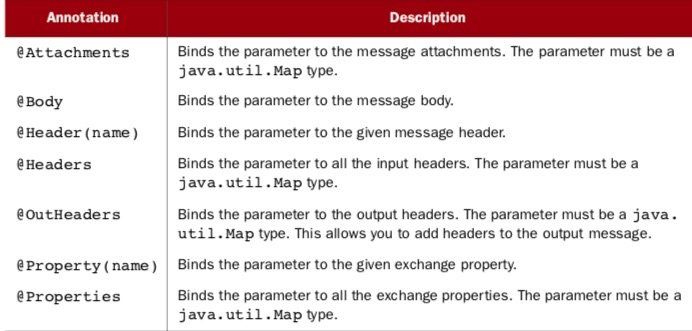 Annotation Description
@Attachments Binds the parameter to the message attachments. The parameter must be a
java.util.Map type.
@Body Binds the parameter to the message body.
@Header(name) Binds the parameter to the given message header.
@Headers Binds the parameter to all the input headers. The parameter must be a
java.util.Map type.
@OutHeaders Binds the parameter to the output headers. The parameter must be a java.
util.Map type. This allows you to add headers to the output message.
@Property(name) Binds the parameter to the given exchange property.
@Properties Binds the parameter to all the exchange properties. The parameter must be a
java.util.Map type.